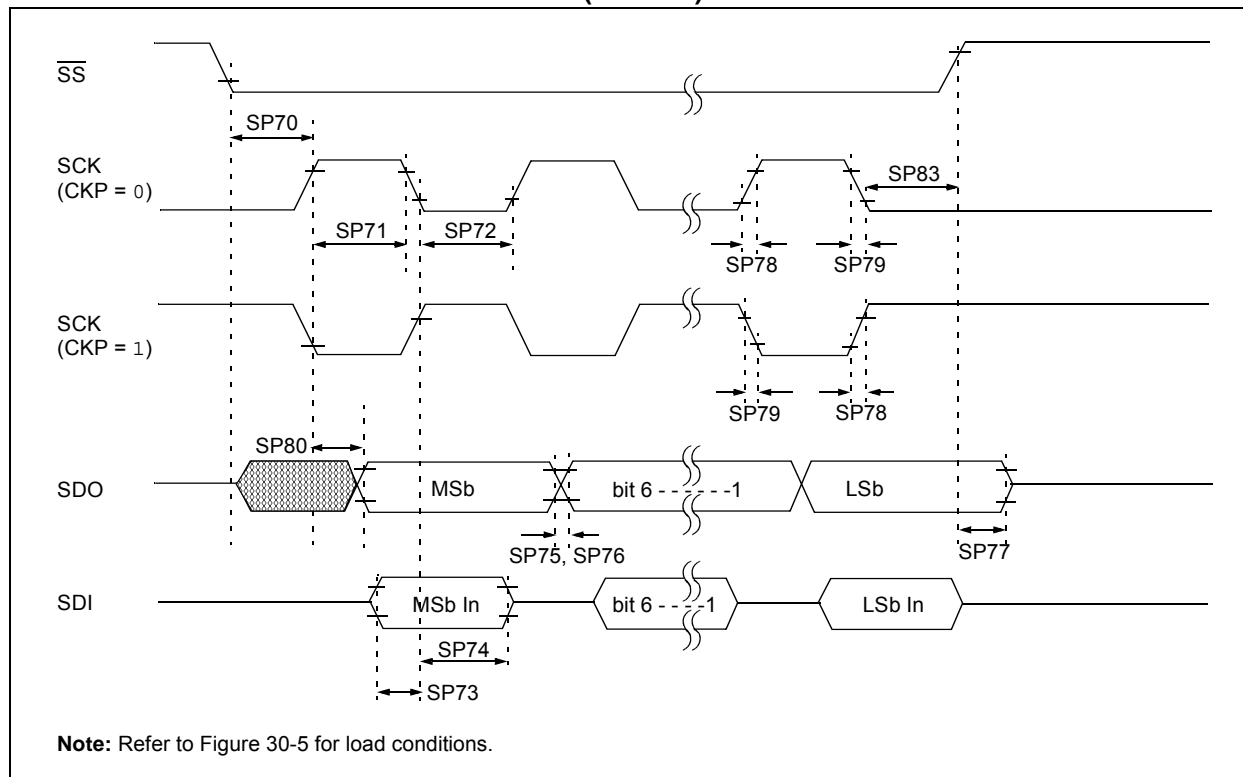 SS
SP70
SCK
(CKP = 0)
SP83
SP71
SP72
SP78
SP79
SCK
(CKP = 1)
SP79
SP78
SP80
SDO
MSb
bit 6 - - - - - -1
LSb
SP75, SP76
SP77
SDI
MSb In
bit 6 - - - -1
LSb In
SP74
SP73
Note: Refer to Figure 30-5 for load conditions.